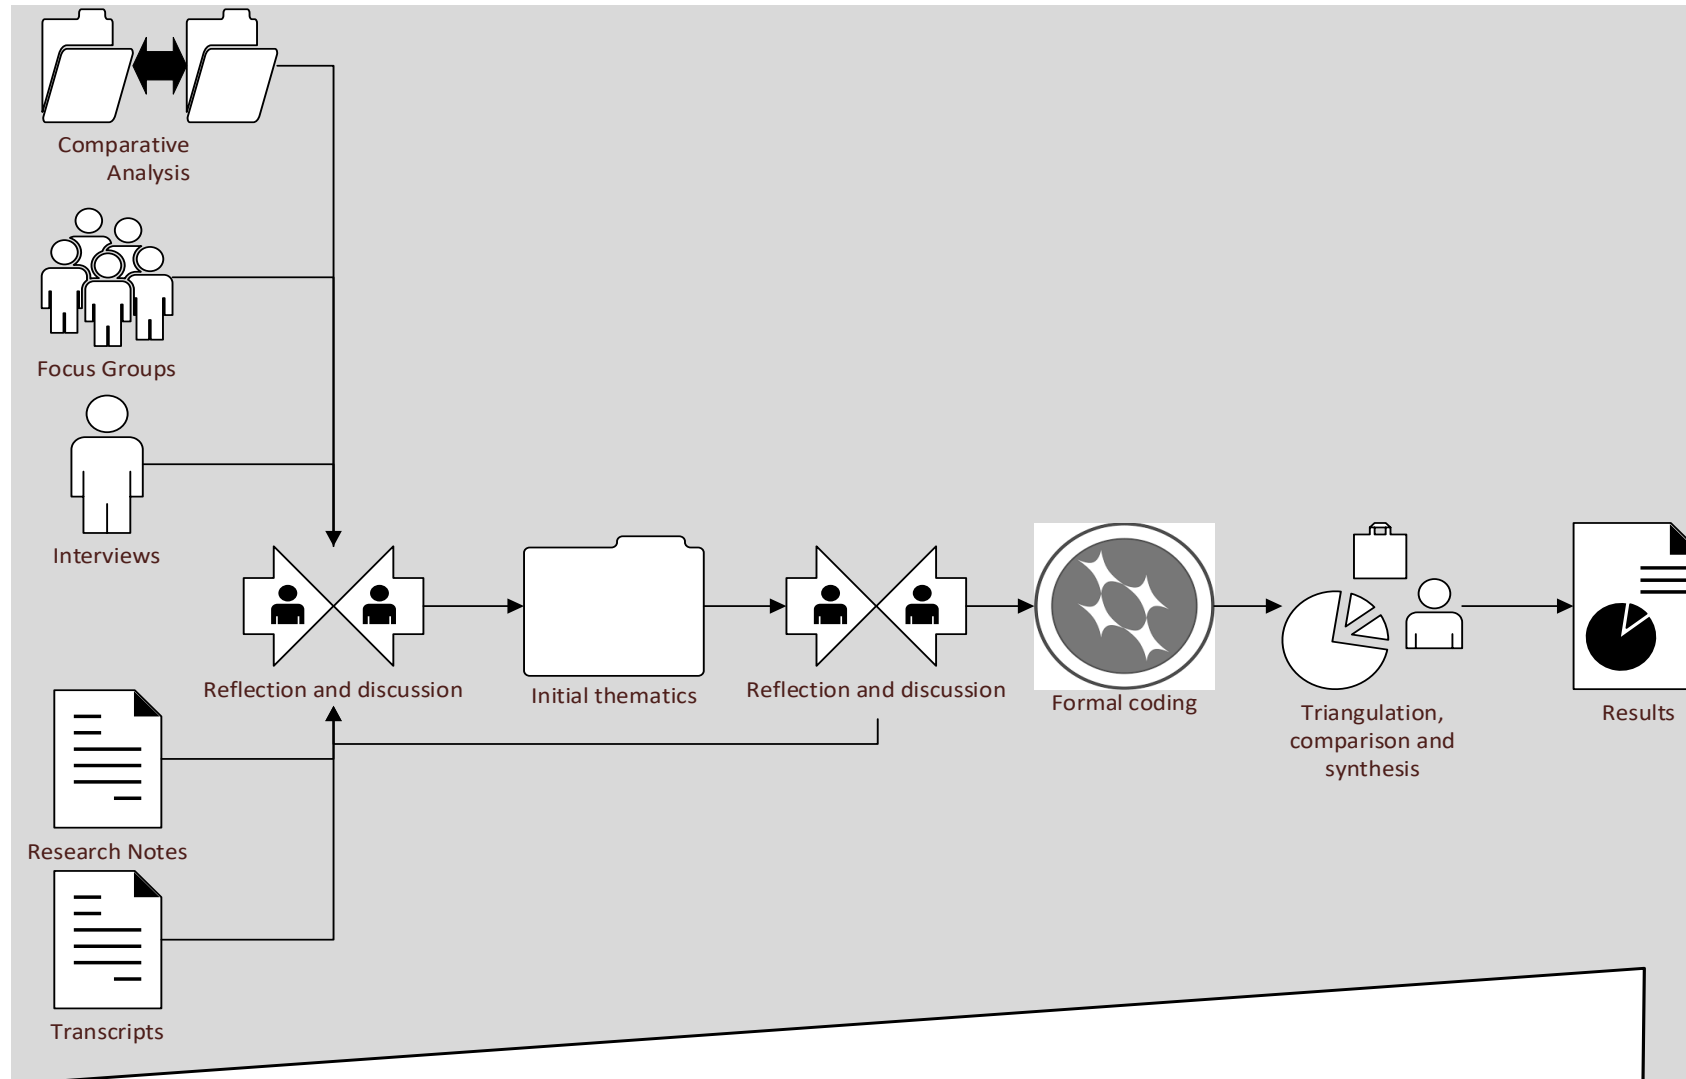 Comparative
Analysis
Focus Groups
Interviews
Reflection and discussion
Initial thematics
Reflection and discussion
Formal coding
Triangulation,
comparison and
synthesis
Results
Research Notes
Transcripts